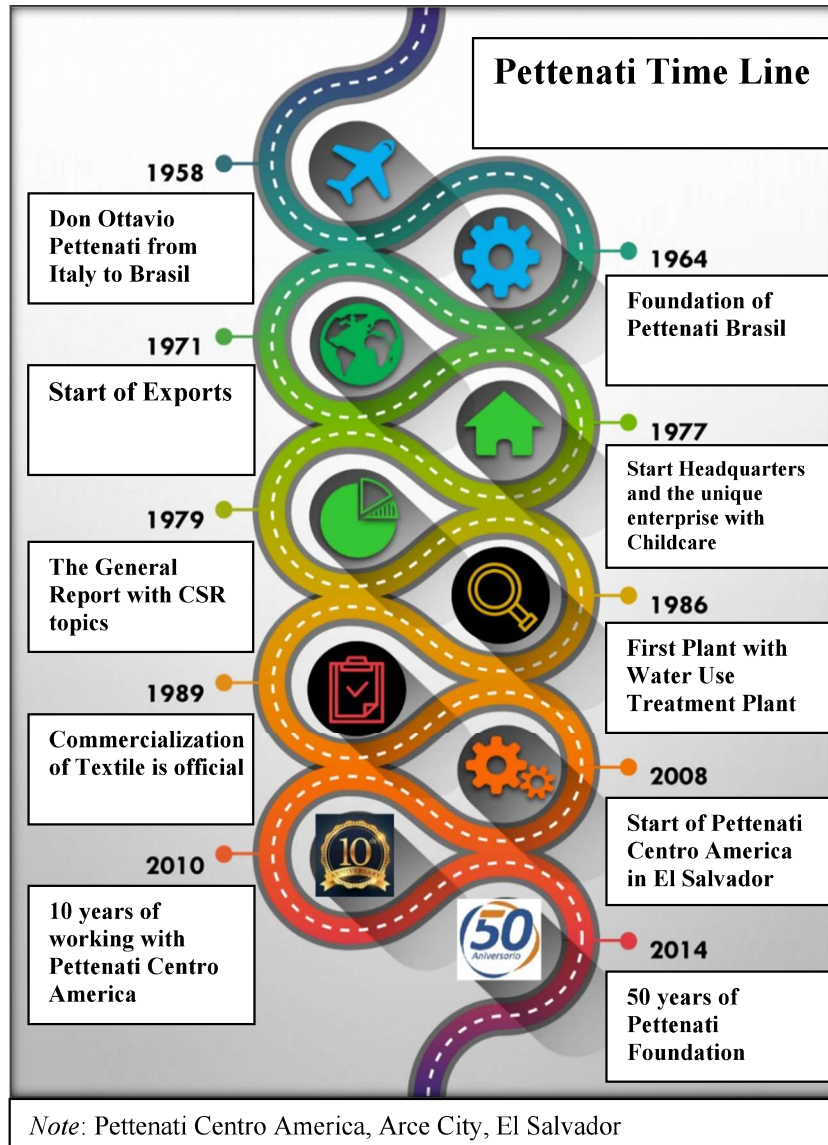 Pettenati Time Line
1958
Don Ottavio
Pettenati from
Italy to Brasil
1964
Foundation of
Pettenati Brasil
1971
Start of Exports
1977
Start Headquarters
and the unique
enterprise with
Childcare
1979
The General
Report with CSR
topics
1986
First Plant with
Water Use
Treatment Plant
1989
Commercialization
of Textile is official
2008
Start of Pettenati
Centro America
in El Salvador
2010
10th
ANNIVERSARY
10 years of
working with
Pettenati Centro
America
50
Aniversario
2014
50 years of
Pettenati
Foundation
Note: Pettenati Centro America, Arce City, El Salvador